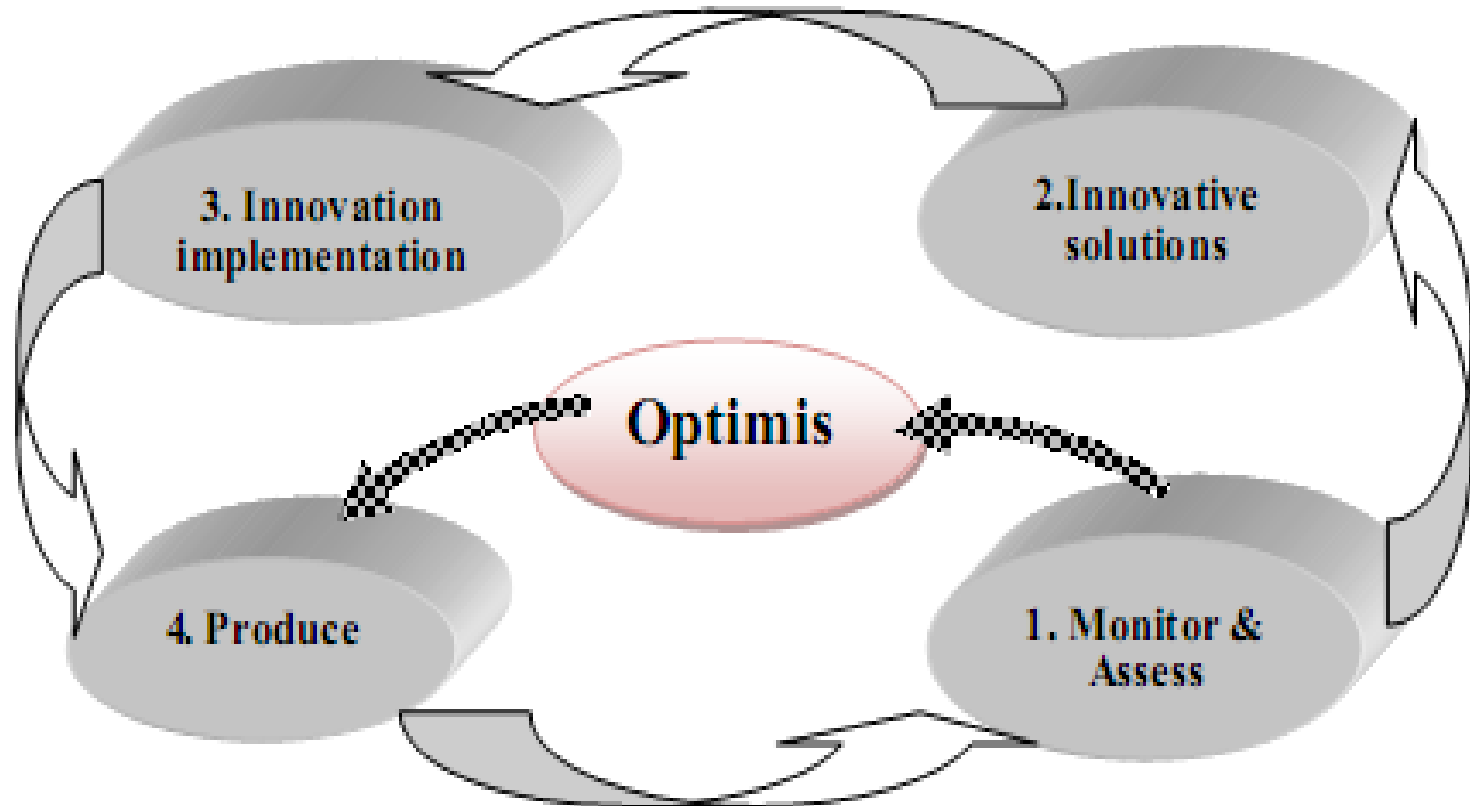 3. Innovation
implementation
2.Innovative
solutions
Optimis
4. Produce
1. Monitor &
Assess